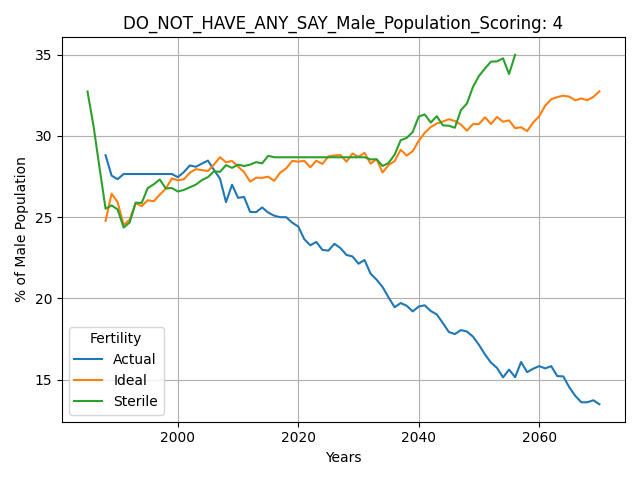 DO_NOT_HAVE_ANY_SAY_Male_Population_Scoring: 4
% of Male Population
35
30
25
20
15
Fertility
Actual
Ideal
Sterile
2000
2020
2040
2060
Years